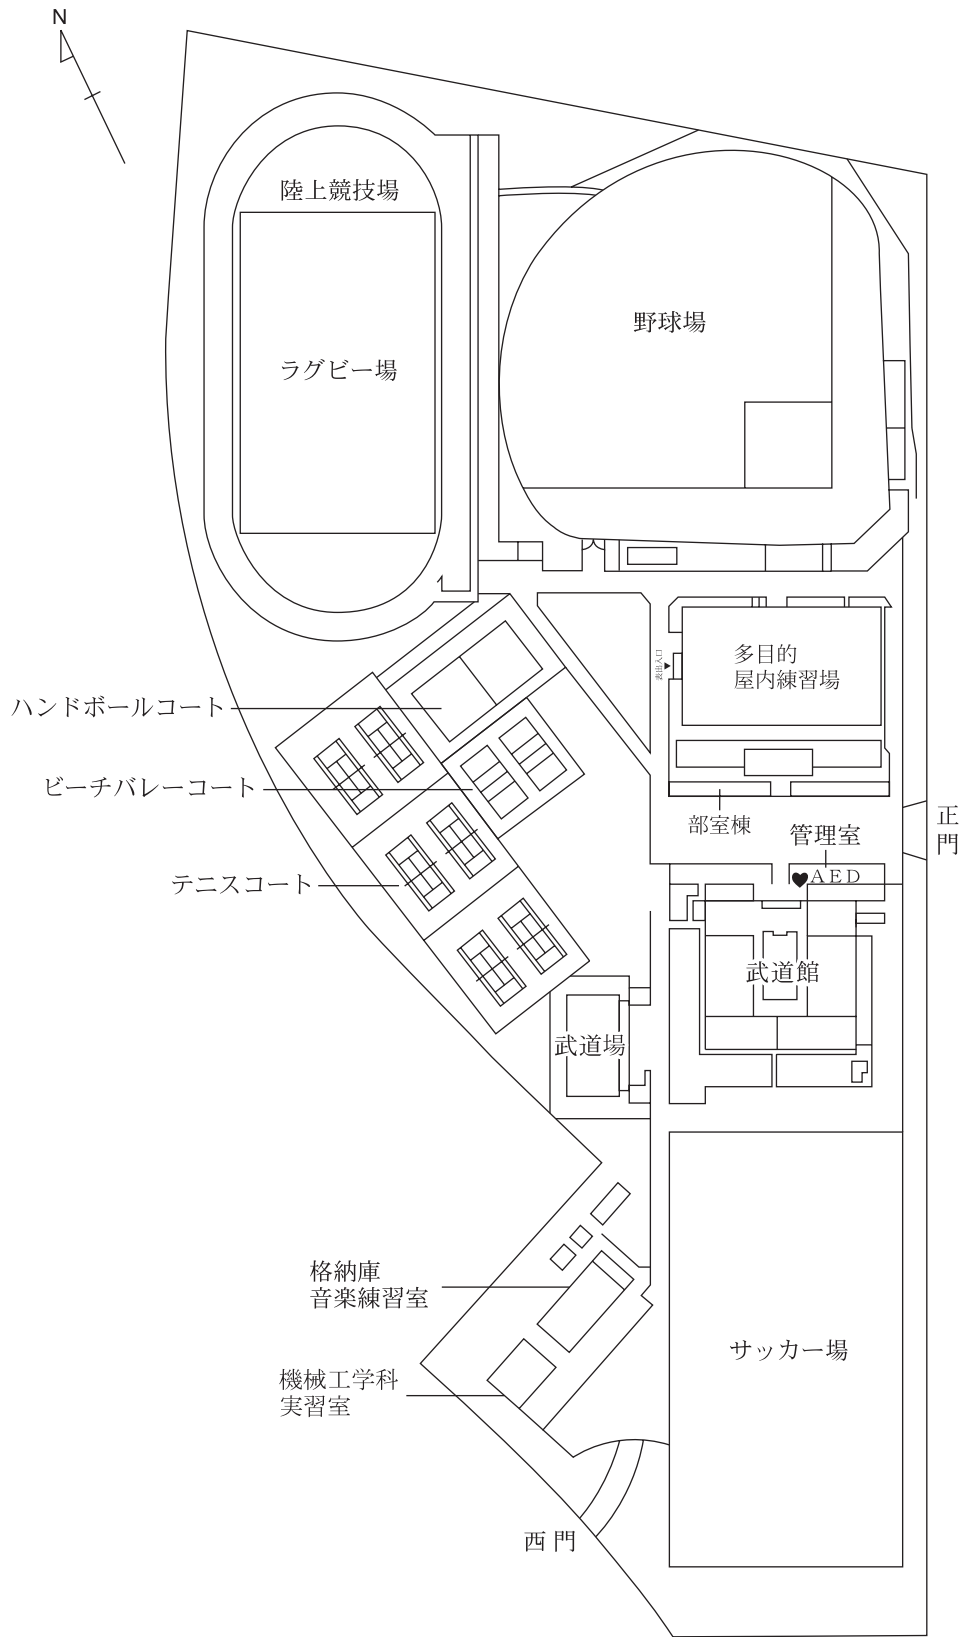 N
陸上競技場
野球場
ラグビー場
多目的
屋内練習場
表出入口
ハンドボールコート
ビーチバレーコート
部室棟
正門
管理室
AED
テニスコート
武道館
武道場
格納庫
音楽練習室
サッカー場
機械工学科
実習室
西門